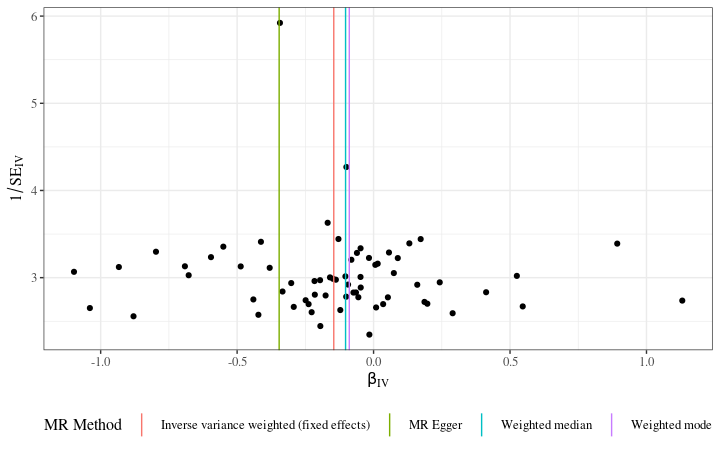 6
5
4
3
1/SE_IV
-1.0 -0.5 0.0 0.5 1.0
β_IV
MR Method Inverse variance weighted (fixed effects) MR Egger Weighted median Weighted mode